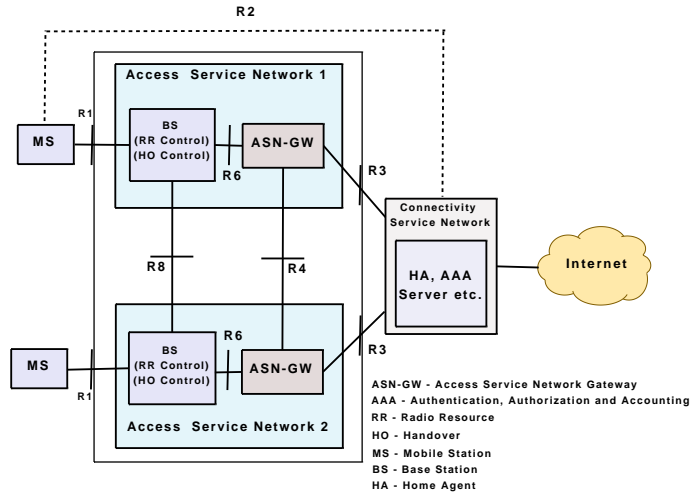 R2
Access Service Network 1
R1
MS
BS
(RR Control)
(HO Control)
ASN-GW
R6
R3
Connectivity
Service Network
HA, AAA
Server etc.
Internet
R8
R4
R6
R3
MS
BS
(RR Control)
(HO Control)
ASN-GW
R1
Access Service Network 2
ASN-GW - Access Service Network Gateway
AAA - Authentication, Authorization and Accounting
RR - Radio Resource
HO - Handover
MS - Mobile Station
BS - Base Station
HA - Home Agent